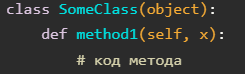 class SomeClass(object):
    def method1(self, x):
        # код метода